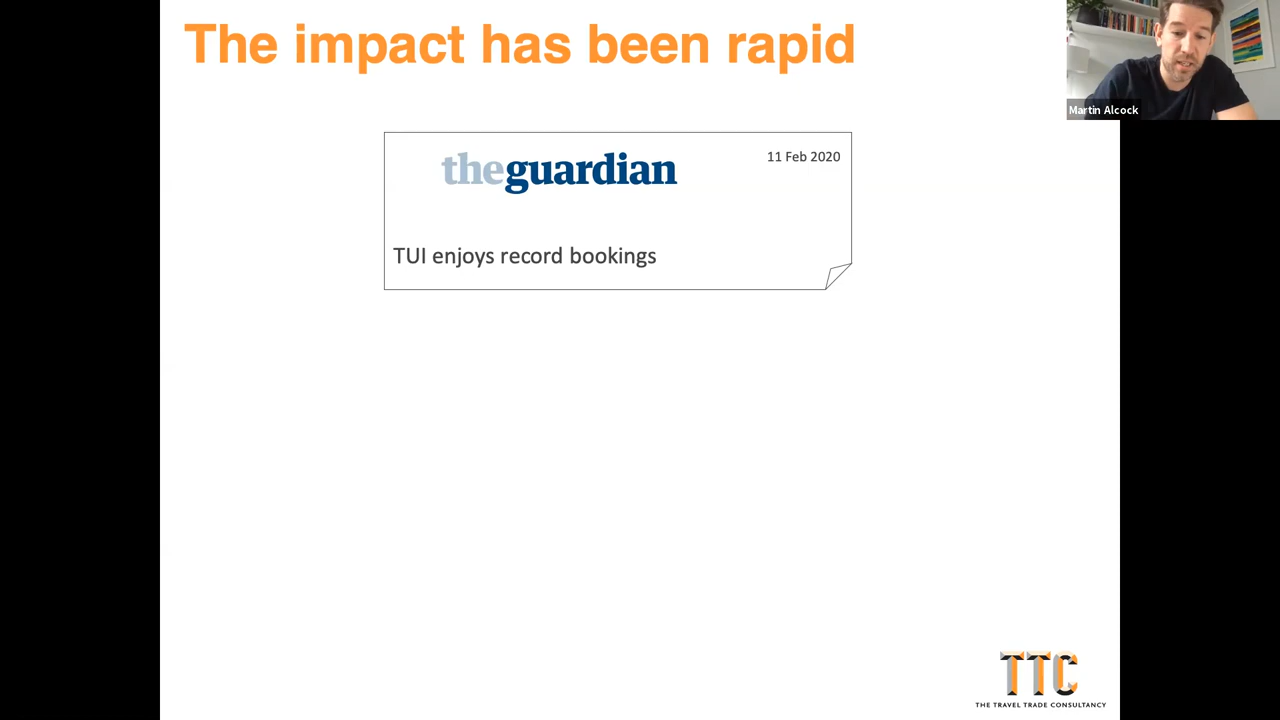 The impact has been rapid
Martin Alcock
theguardian
11 Feb 2020
TUI enjoys record bookings
TTC
THE TRAVEL TRADE CONSULTANCY